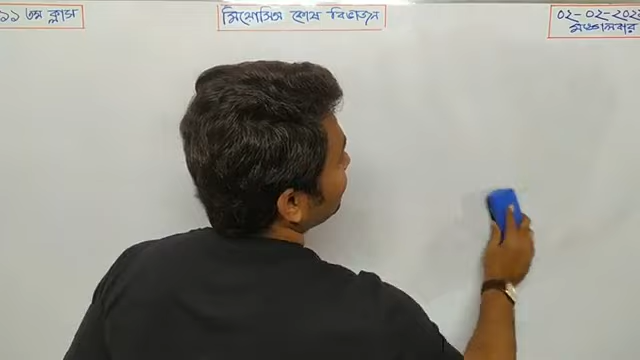 ১১ তম ক্লাস
মিয়োসিস কোষ বিভাজন
০২-০২-২০২
মঙ্গলবার